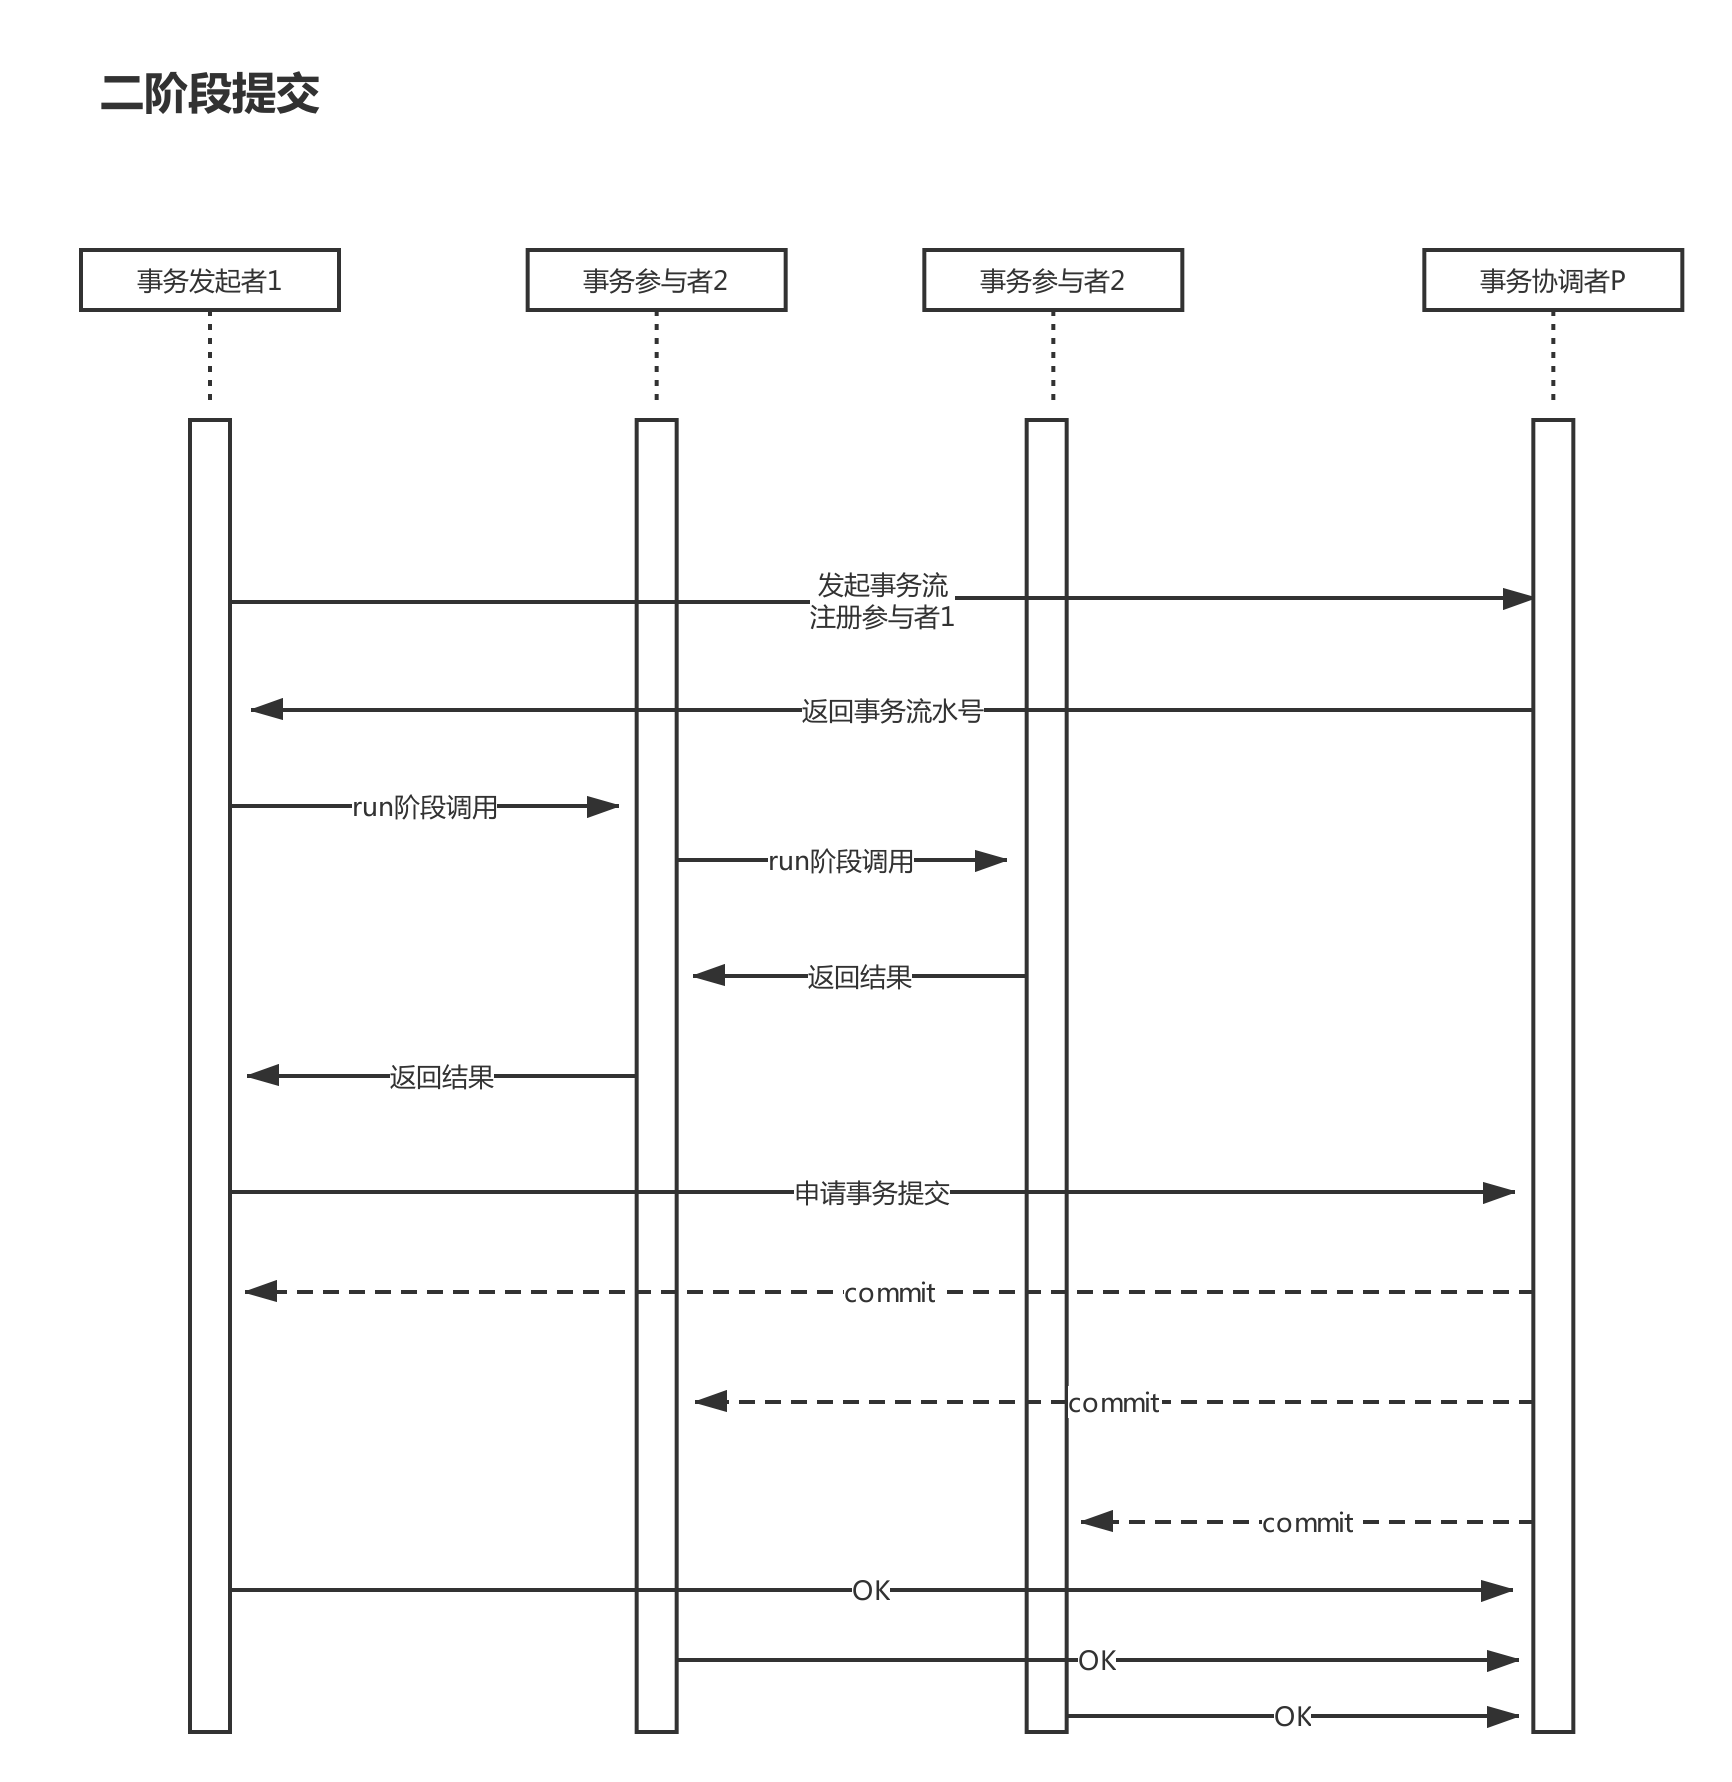 二阶段提交
事务发起者1
事务参与者2
事务参与者2
事务协调者P
发起事务流
注册参与者1
返回事务流水号
run阶段调用
run阶段调用
返回结果
返回结果
申请事务提交
commit
commit
commit
OK
OK
OK